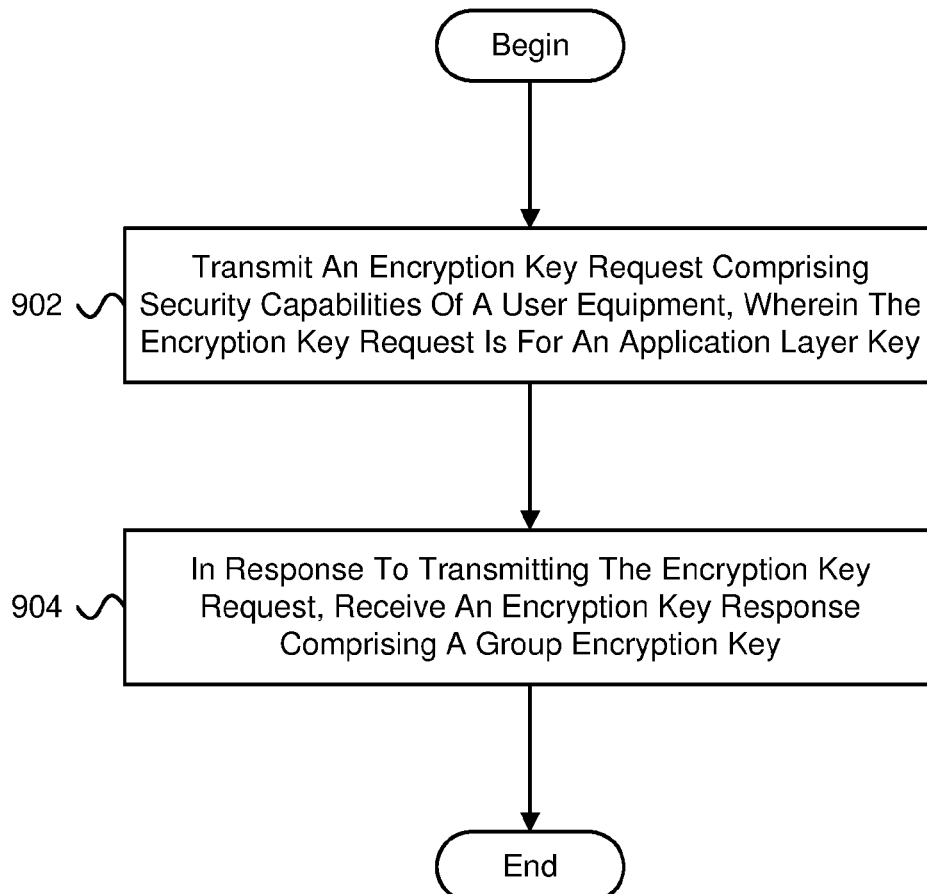 Begin
902
Transmit An Encryption Key Request Comprising
Security Capabilities Of A User Equipment, Wherein The
Encryption Key Request Is For An Application Layer Key
904
In Response To Transmitting The Encryption Key
Request, Receive An Encryption Key Response
Comprising A Group Encryption Key
End